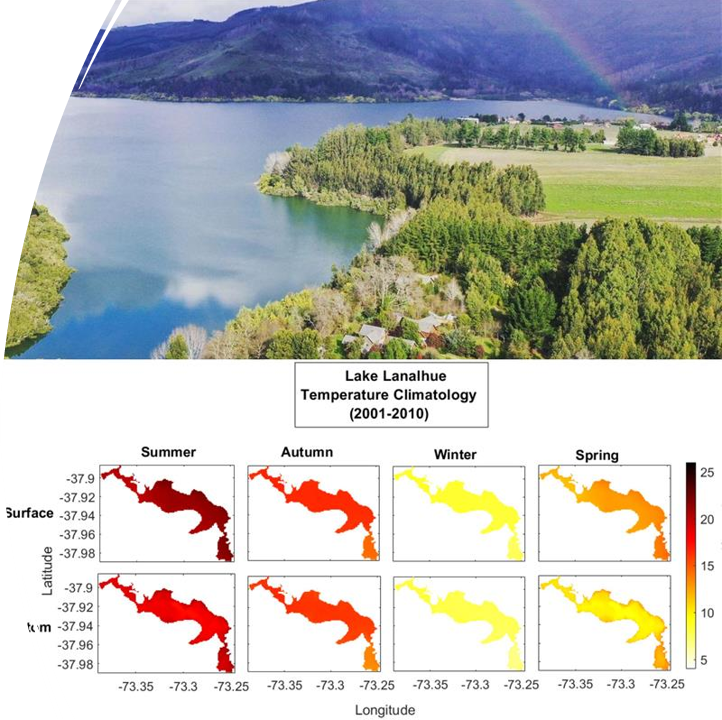 Lake Lanalhue
Temperature Climatology
(2001-2010)
Summer Autumn Winter Spring
Surface
Latitude
-37.9
-37.92
-37.94
-37.96
-37.98
-37.9
-37.92
-37.94
-37.96
-37.98
25
20
15
10
5
-73.35 -73.3 -73.25 -73.35 -73.3 -73.25 -73.35 -73.3 -73.25 -73.35 -73.3 -73.25
Longitude